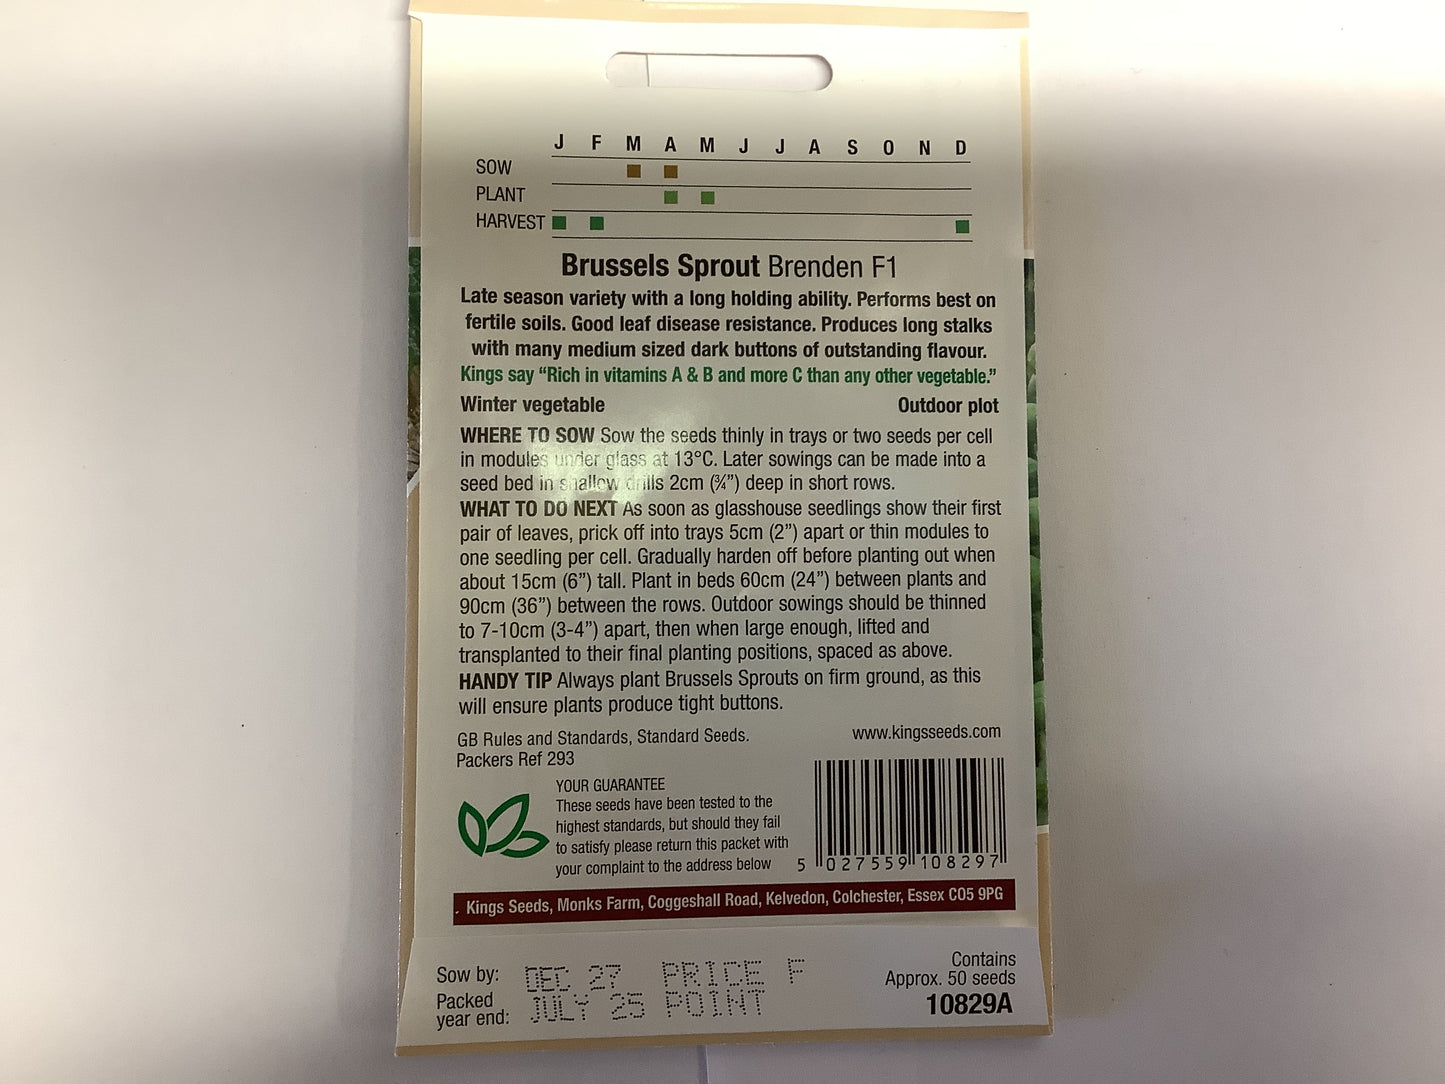 J F M A M J J A S O N D
SOW
PLANT
HARVEST
Brussels Sprout Brenden F1
Late season variety with a long holding ability. Performs best on
fertile soils. Good leaf disease resistance. Produces long stalks
with many medium sized dark buttons of outstanding flavour.
Kings say “Rich in vitamins A & B and more C than any other vegetable.”
Winter vegetable Outdoor plot
WHERE TO SOW Sow the seeds thinly in trays or two seeds per cell
in modules under glass at 13°C. Later sowings can be made into a
seed bed in shallow drills 2cm (¾”) deep in short rows.
WHAT TO DO NEXT As soon as glasshouse seedlings show their first
pair of leaves, prick off into trays 5cm (2”) apart or thin modules to
one seedling per cell. Gradually harden off before planting out when
about 15cm (6”) tall. Plant in beds 60cm (24”) between plants and
90cm (36”) between the rows. Outdoor sowings should be thinned
to 7-10cm (3-4”) apart, then when large enough, lifted and
transplanted to their final planting positions, spaced as above.
HANDY TIP Always plant Brussels Sprouts on firm ground, as this
will ensure plants produce tight buttons.
GB Rules and Standards, Standard Seeds. www.kingsseeds.com
Packers Ref 293
YOUR GUARANTEE
These seeds have been tested to the
highest standards, but should they fail
to satisfy please return this packet with
your complaint to the address below
5 027559 108297
Kings Seeds, Monks Farm, Coggeshall Road, Kelvedon, Colchester, Essex CO5 9PG
Sow by: DEC 27 PRICE F
Packed
year end: JULY 25 POINT
Contains
Approx. 50 seeds
10829A